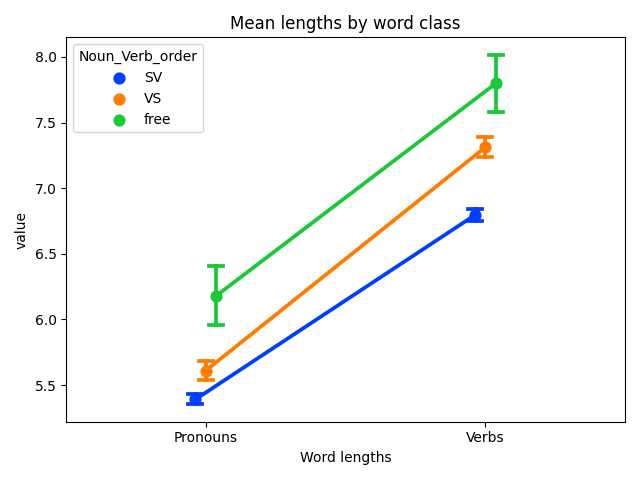 Mean lengths by word class
Noun_Verb_order
SV
VS
free
value
8.0
7.5
7.0
6.5
6.0
5.5
Pronouns
Verbs
Word lengths